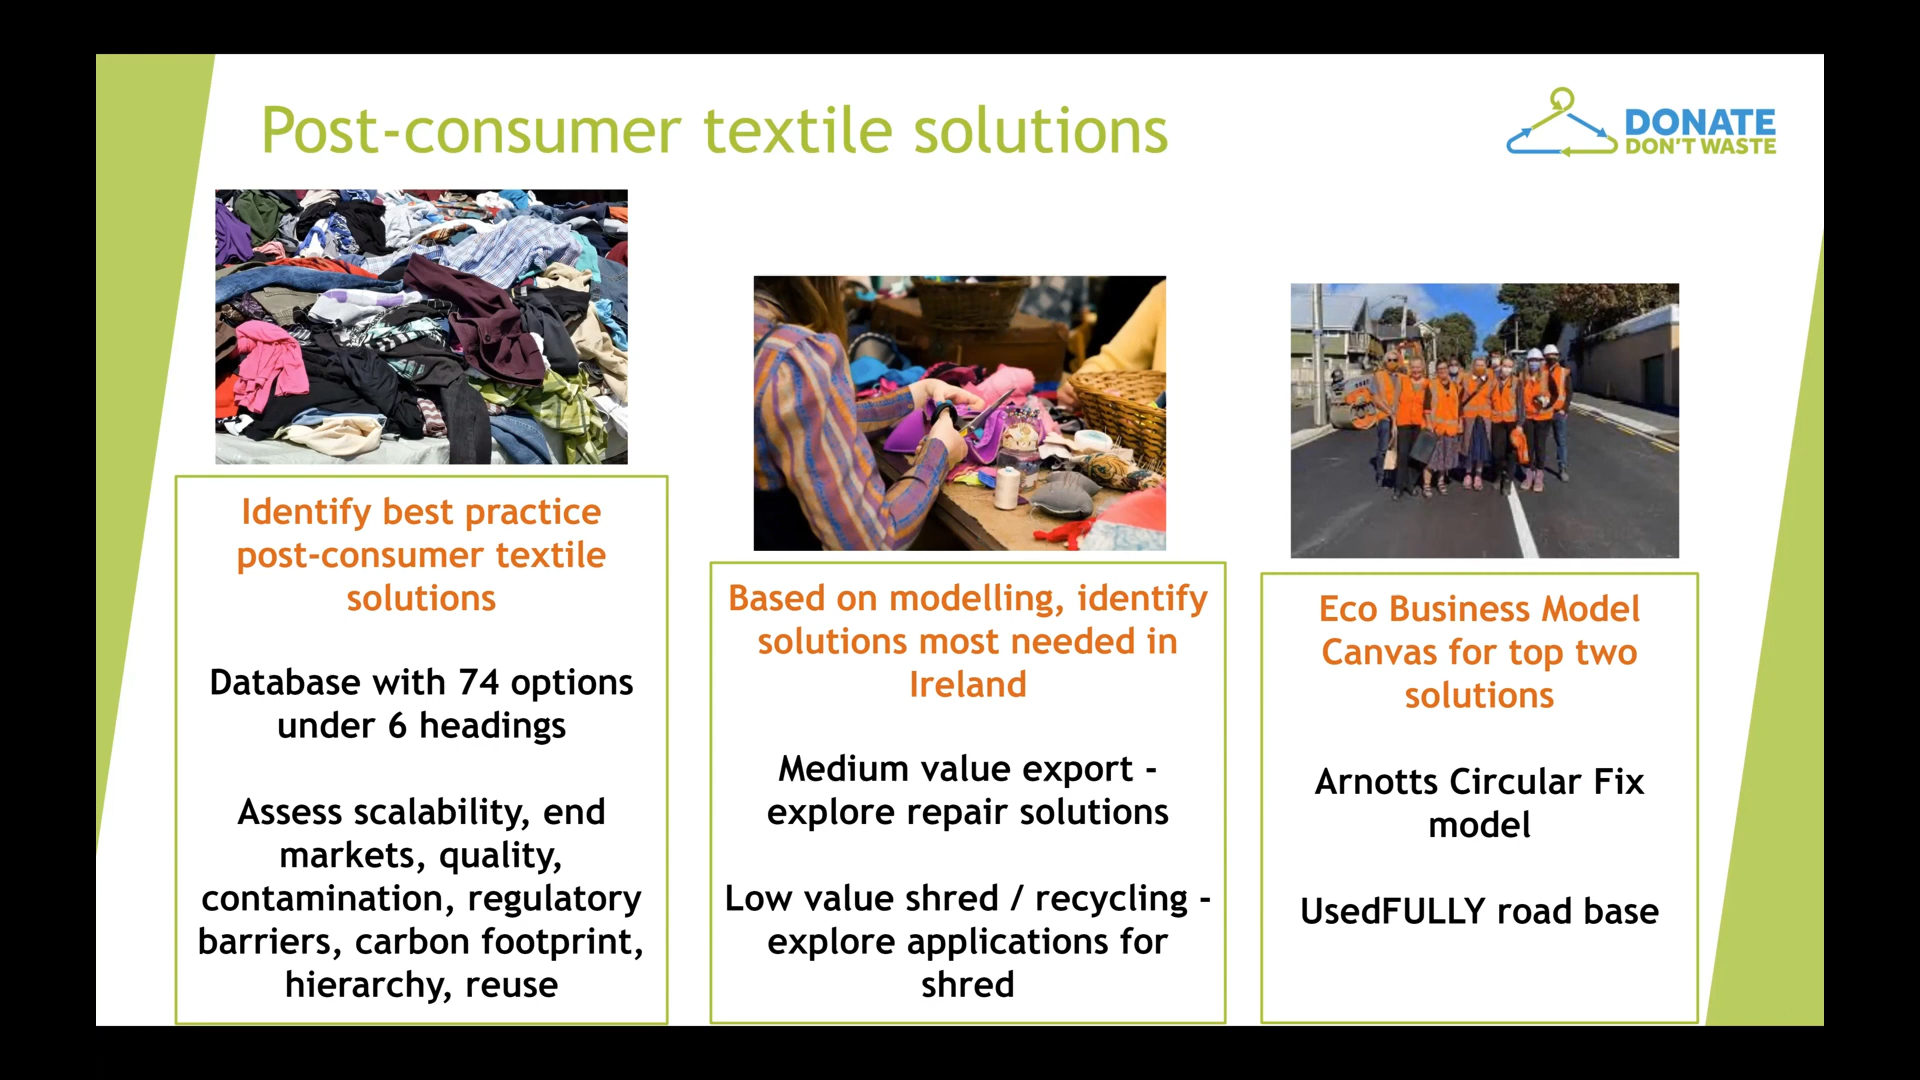 Post-consumer textile solutions
DONATE
DON'T WASTE
Identify best practice
post-consumer textile
solutions
Database with 74 options
under 6 headings
Assess scalability, end
markets, quality,
contamination, regulatory
barriers, carbon footprint,
hierarchy, reuse
Based on modelling, identify
solutions most needed in
Ireland
Medium value export -
explore repair solutions
Low value shred / recycling -
explore applications for
shred
Eco Business Model
Canvas for top two
solutions
Arnotts Circular Fix
model
UsedFULLY road base